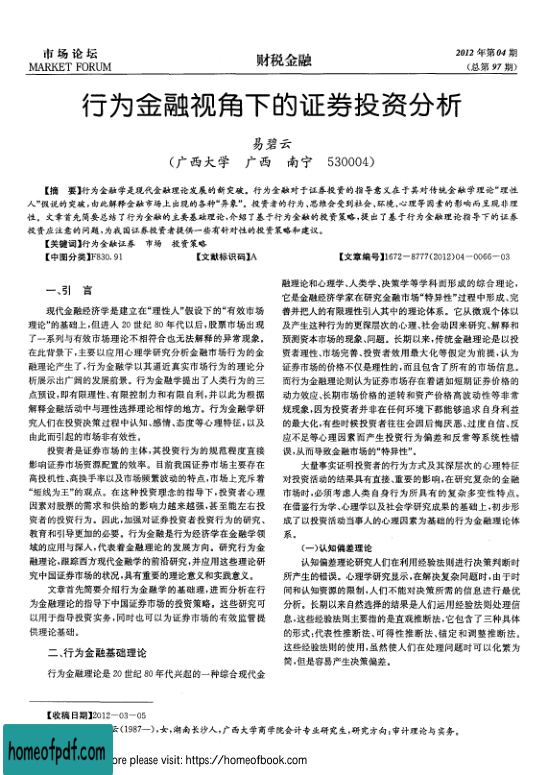 市场论坛
MARKET FORUM
财税金融
2012 年第04 期
(总第 97 期)
行为金融视角下的证券投资分析
易碧云
(广西大学 广西 南宁 530004)
【摘 要】行为金融学是现代金融理论发展的新突破。行为金融对于证券投资的指导意义在于其对传统金融学理论“理性
人”假说的突破,由此解释金融市场上出现的各种“异象”。投资者的行为、思维会受到社会、环境、心理等因素的影响而呈现非理
性。文章首先简要总结了行为金融的主要基础理论,介绍了基于行为金融的投资策略,提出了基于行为金融理论指导下的证券
投资应注意的问题,为我国证券投资者提供一些有针对性的投资策略和建议。
【关键词】行为金融证券 市场 投资策略
【中图分类】F830.91 【文献标识码】A 【文章编号】1672-8777(2012)04-0066-03
一、引 言
现代金融经济学是建立在“理性人”假设下的“有效市场
理论”的基础上,但进入 20 世纪 80 年代以后,股票市场出现
了一系列与有效市场理论不相符合也无法解释的异常现象。
在此背景下,主要以应用心理学研究分析金融市场行为的金
融理论产生了,行为金融学以其逼近真实市场行为的理论分
析展示出广阔的发展前景。行为金融学提出了人类行为的三
点预设,即有限理性、有限控制力和有限自利,并以此为根据
解释金融活动中与理性选择理论相悖的地方。行为金融学研
究人们在投资决策过程中认知、感情、态度等心理特征,以及
由此而引起的市场非有效性。
投资者是证券市场的主体,其投资行为的规范程度直接
影响证券市场资源配置的效率。目前我国证券市场主要存在
高投机性、高换手率以及市场频繁波动的特点,市场上充斥着
“短线为王”的观点。在这种投资理念的指导下,投资者心理
因素对股票的需求和供给的影响力越来越强,甚至能左右投
资者的投资行为。因此,加强对证券投资者投资行为的研究、
教育和引导更加的必要。行为金融是行为经济学在金融学领
域的应用与深入,代表着金融理论的发展方向。研究行为金
融理论,跟踪西方现代金融学的前沿研究,并应用这些理论研
究中国证券市场的状况,具有重要的理论意义和实践意义。
文章首先简要介绍行为金融学的基础理,进而分析在行
为金融理论的指导下中国证券市场的投资策略。这些研究可
以用于指导投资实务,同时也可以为证券市场的有效监管提
供理论基础。
二、行为金融基础理论
行为金融理论是 20 世纪 80 年代兴起的一种综合现代金
融理论和心理学、人类学、决策学等学科而形成的综合理论,
它是金融经济学家在研究金融市场“特异性”过程中形成、完
善并把人的有限理性引入其中的理论体系。它从微观个体以
及产生这种行为的更深层次的心理、社会动因来研究、解释和
预测资本市场的现象、问题。长期以来,传统金融理论是以投
资者理性、市场完善、投资者效用最大化等假定为前提,认为
证券市场的价格不仅是理性的,而且包含了所有的市场信息。
而行为金融理论则认为证券市场存在着诸如短期证券价格的
动力效应、长期市场价格的逆转和资产价格高波动性等非常
规现象,因为投资者并非在任何环境下都能够追求自身利益
的最大化,有些时候投资者往往会因后悔厌恶、过度自信、反
应不足等心理因素而产生投资行为偏差和反常等系统性错
误,从而导致金融市场的“特异性”。
大量事实证明投资者的行为方式及其深层次的心理特征
对投资活动的结果具有直接、重要的影响,在研究复杂的金融
市场时,必须考虑人类自身行为所具有的复杂多变性特点。
在借鉴行为学、心理学以及社会学研究成果的基础上,初步形
成了以投资活动当事人的心理因素为基础的行为金融理论体
系。
(一)认知偏差理论
认知偏差理论研究人们在利用经验法则进行决策判断时
所产生的错误。心理学研究显示,在解决复杂问题时,由于时
间和认知资源的限制,人们不能对决策所需的信息进行最优
分析。长期以来自然选择的结果是人们运用经验法则处理信
息,这些经验法则主要指的是直观推断法,它包含了三种具体
的形式:代表性推断法、可得性推断法、锚定和调整推断法。
这些经验法则的使用,虽然使人们在处理问题时可以化繁为
简,但是容易产生决策偏差。
【收稿日期】2012-03-05
云(1987—),女,湖南长沙人,广西大学商学院会计专业研究生,研究方向:审计理论与实务。
homeofpdf.com
ore please visit: https://homeofbook.com